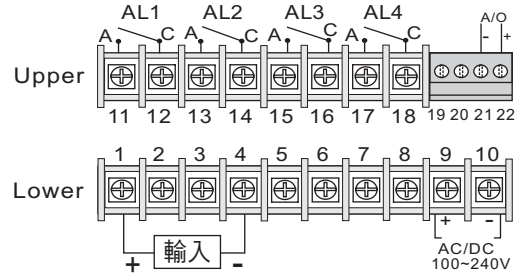 AL1 AL2 AL3 AL4 A/O
A C A C A C A C - +
Upper
11 12 13 14 15 16 17 18 19 20 21 22
1 2 3 4 5 6 7 8 9 10
Lower
+ 輸入 - + -
AC/DC
100~240V